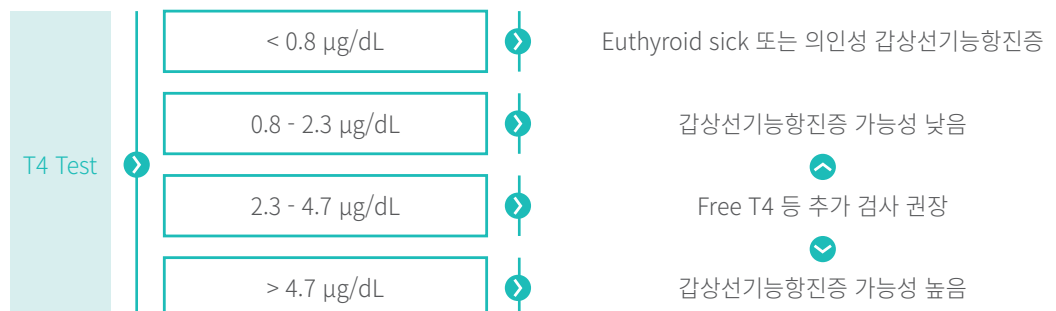 T4 Test
< 0.8 μg/dL
Euthyroid sick 또는 의인성 갑상선기능항진증
0.8 - 2.3 μg/dL
갑상선기능항진증 가능성 낮음
2.3 - 4.7 μg/dL
Free T4 등 추가 검사 권장
> 4.7 μg/dL
갑상선기능항진증 가능성 높음